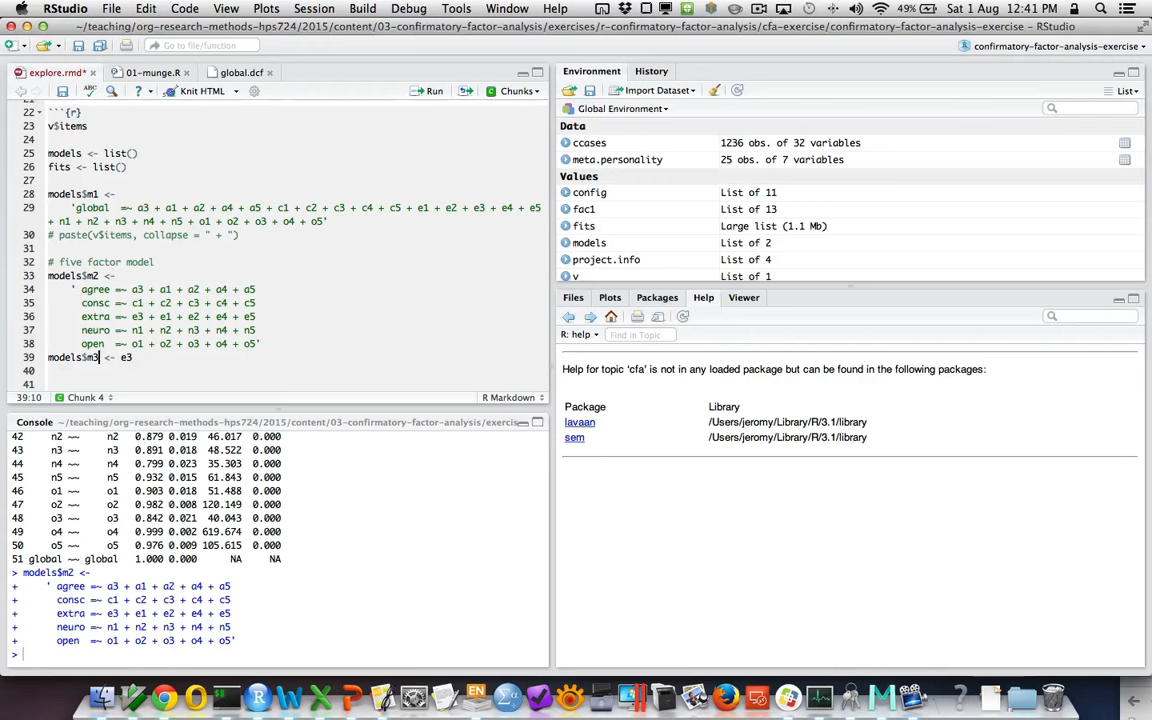 RStudio File Edit Code View Plots Session Build Debug Tools Window Help 49% Sat 1 Aug 12:41 PM
~/teaching/org-research-methods-hps724/2015/content/03-confirmatory-factor-analysis/exercises/r-confirmatory-factor-analysis-exercise/cfa-exercise - RStudio
Go to file/function
confirmatory-factor-analysis-exercise
explore.rmd* 01-munge.R global.dcf
ABC Knit HTML Run Chunks
22 ```{r}
23 v$items
24
25 models <- list()
26 fits <- list()
27
28 models$m1 <-
29 'global =~ a3 + a1 + a2 + a4 + a5 + c1 + c2 + c3 + c4 + c5 + e1 + e2 + e3 + e4 + e5
+ n1 + n2 + n3 + n4 + n5 + o1 + o2 + o3 + o4 + o5'
30 # paste(v$items, collapse = " + ")
31
32 # five factor model
33 models$m2 <-
34 ' agree =~ a3 + a1 + a2 + a4 + a5
35 consc =~ c1 + c2 + c3 + c4 + c5
36 extra =~ e3 + e1 + e2 + e4 + e5
37 neuro =~ n1 + n2 + n3 + n4 + n5
38 open =~ o1 + o2 + o3 + o4 + o5'
39 models$m3 <- e3
40
41
39:10 Chunk 4 R Markdown
Console ~/teaching/org-research-methods-hps724/2015/content/03-confirmatory-factor-analysis/exercis
42 n2 ~~ n2 0.879 0.019 46.017 0.000
43 n3 ~~ n3 0.891 0.018 48.522 0.000
44 n4 ~~ n4 0.799 0.023 35.303 0.000
45 n5 ~~ n5 0.932 0.015 61.843 0.000
46 o1 ~~ o1 0.903 0.018 51.488 0.000
47 o2 ~~ o2 0.982 0.008 120.149 0.000
48 o3 ~~ o3 0.842 0.021 40.043 0.000
49 o4 ~~ o4 0.999 0.002 619.674 0.000
50 o5 ~~ o5 0.976 0.009 105.615 0.000
51 global ~~ global 1.000 0.000 NA NA
> models$m2 <-
+ ' agree =~ a3 + a1 + a2 + a4 + a5
+ consc =~ c1 + c2 + c3 + c4 + c5
+ extra =~ e3 + e1 + e2 + e4 + e5
+ neuro =~ n1 + n2 + n3 + n4 + n5
+ open =~ o1 + o2 + o3 + o4 + o5'
>
Environment History
Import Dataset List
Global Environment
Data
ccases 1236 obs. of 32 variables
meta.personality 25 obs. of 7 variables
Values
config List of 11
fac1 List of 13
fits Large list (1.1 Mb)
models List of 2
project.info List of 4
v List of 1
Files Plots Packages Help Viewer
R: help Find in Topic
Help for topic 'cfa' is not in any loaded package but can be found in the following packages:
Package Library
lavaan /Users/jeromy/Library/R/3.1/library
sem /Users/jeromy/Library/R/3.1/library